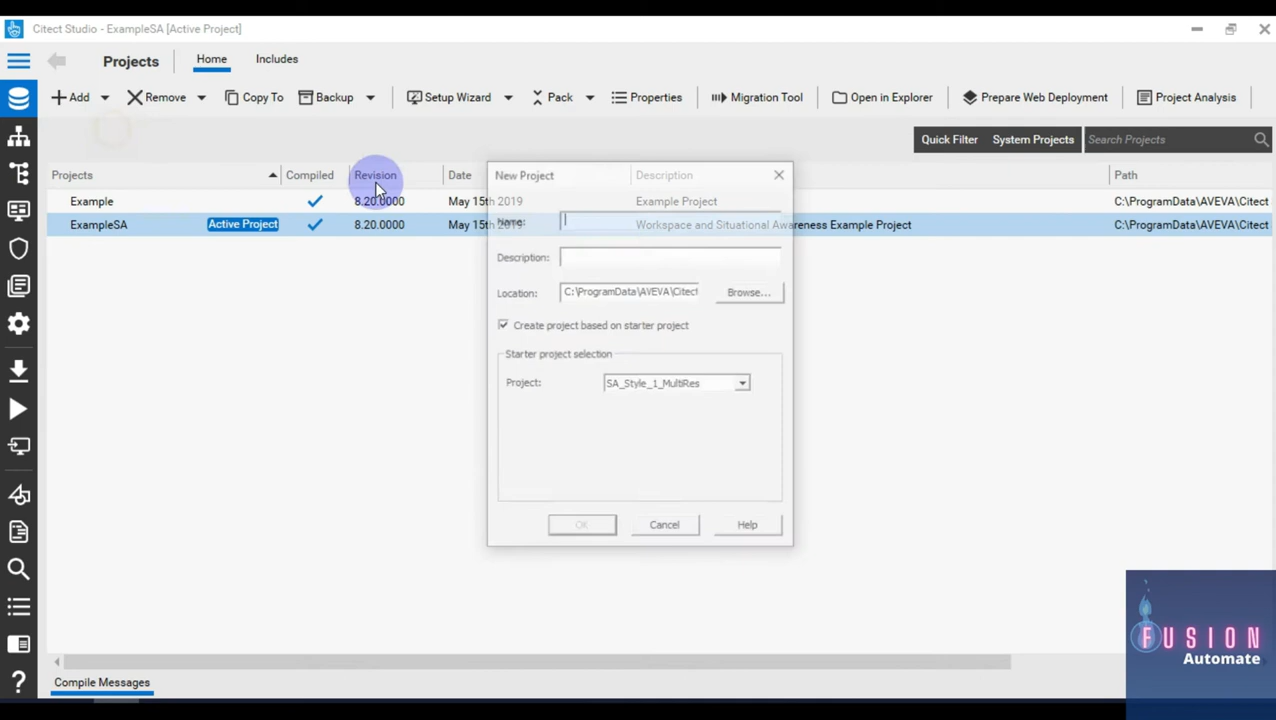 Citect Studio - ExampleSA [Active Project]
Projects Home Includes
Add Remove Copy To Backup Setup Wizard Pack Properties Migration Tool Open in Explorer Prepare Web Deployment Project Analysis
Quick Filter System Projects Search Projects
Projects Compiled Revision Date New Project Description Path
Example 8.20.0000 May 15th 2019 Example Project C:\ProgramData\AVEVA\Citect
Name:
ExampleSA Active Project 8.20.0000 May 15th 2019 Workspace and Situational Awareness Example Project C:\ProgramData\AVEVA\Citect
Description:
Location: C:\ProgramData\AVEVA\Citect Browse...
Create project based on starter project
Starter project selection
Project: SA_Style_1_MultiRes
OK Cancel Help
FUSION
Automate
Compile Messages